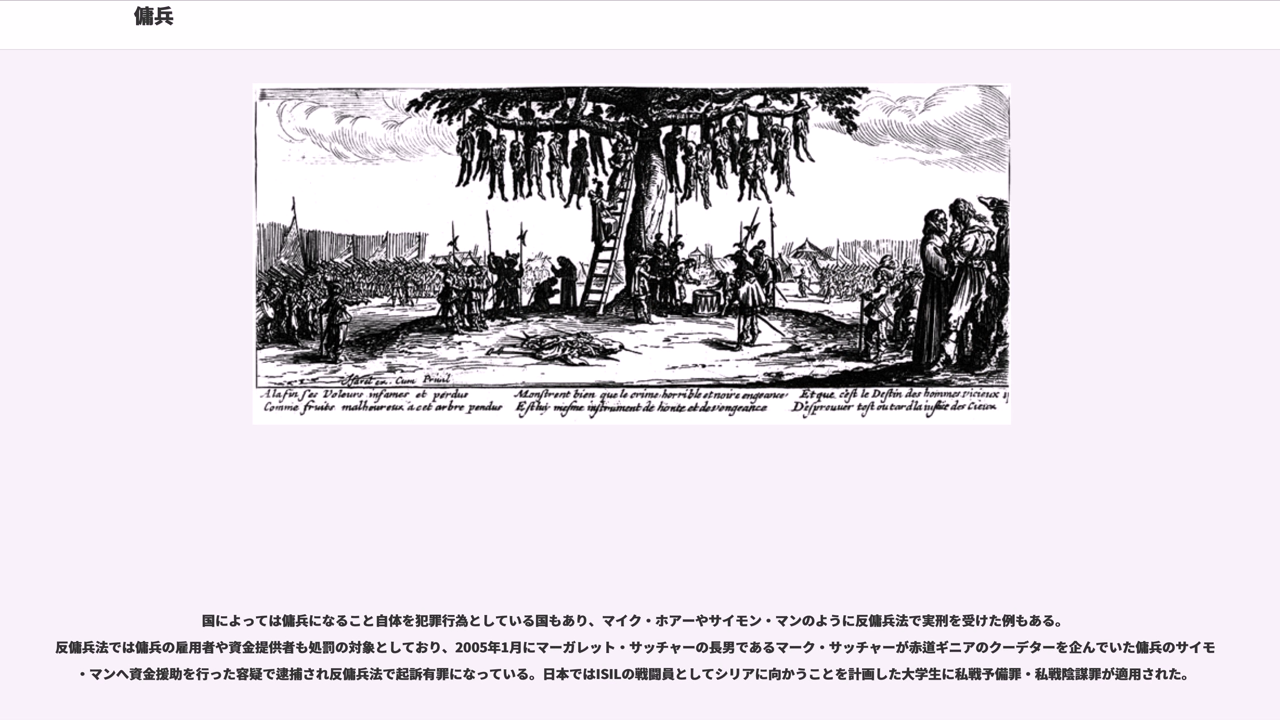 傭兵
Israel ex. Cum Privil
A la fin ces Voleurs infames et perdus
Comme fruits malheureux a cet arbre pendus
Monstrent bien que le crime horrible et noire engeance
Est luy mesme instrument de honte et de vengeance
Et que c'est le Destin des hommes vicieux
D'esprouver tost ou tard la iustice des Cieux
国によっては傭兵になること自体を犯罪行為としている国もあり、マイク・ホアーやサイモン・マンのように反傭兵法で実刑を受けた例もある。
反傭兵法では傭兵の雇用者や資金提供者も処罰の対象としており、2005年1月にマーガレット・サッチャーの長男であるマーク・サッチャーが赤道ギニアのクーデターを企んでいた傭兵のサイモ
・マンへ資金援助を行った容疑で逮捕され反傭兵法で起訴有罪になっている。日本ではISILの戦闘員としてシリアに向かうことを計画した大学生に私戦予備罪・私戦陰謀罪が適用された。